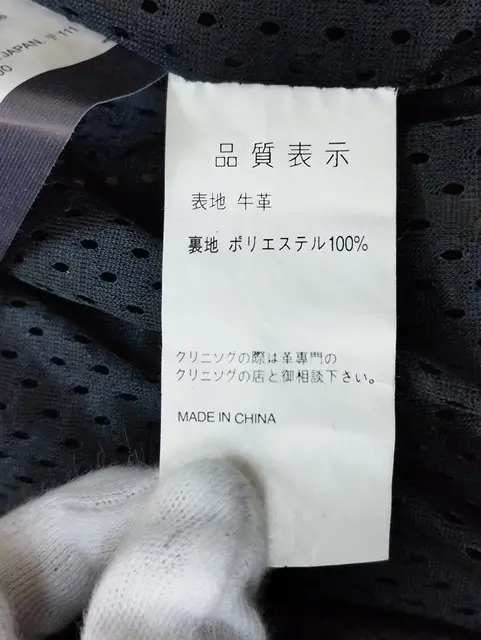 JAPAN. 〒111
品質表示
表地 牛革
裏地 ポリエステル100%
クリニングの際は革専門の
クリニングの店と御相談下さい。
MADE IN CHINA